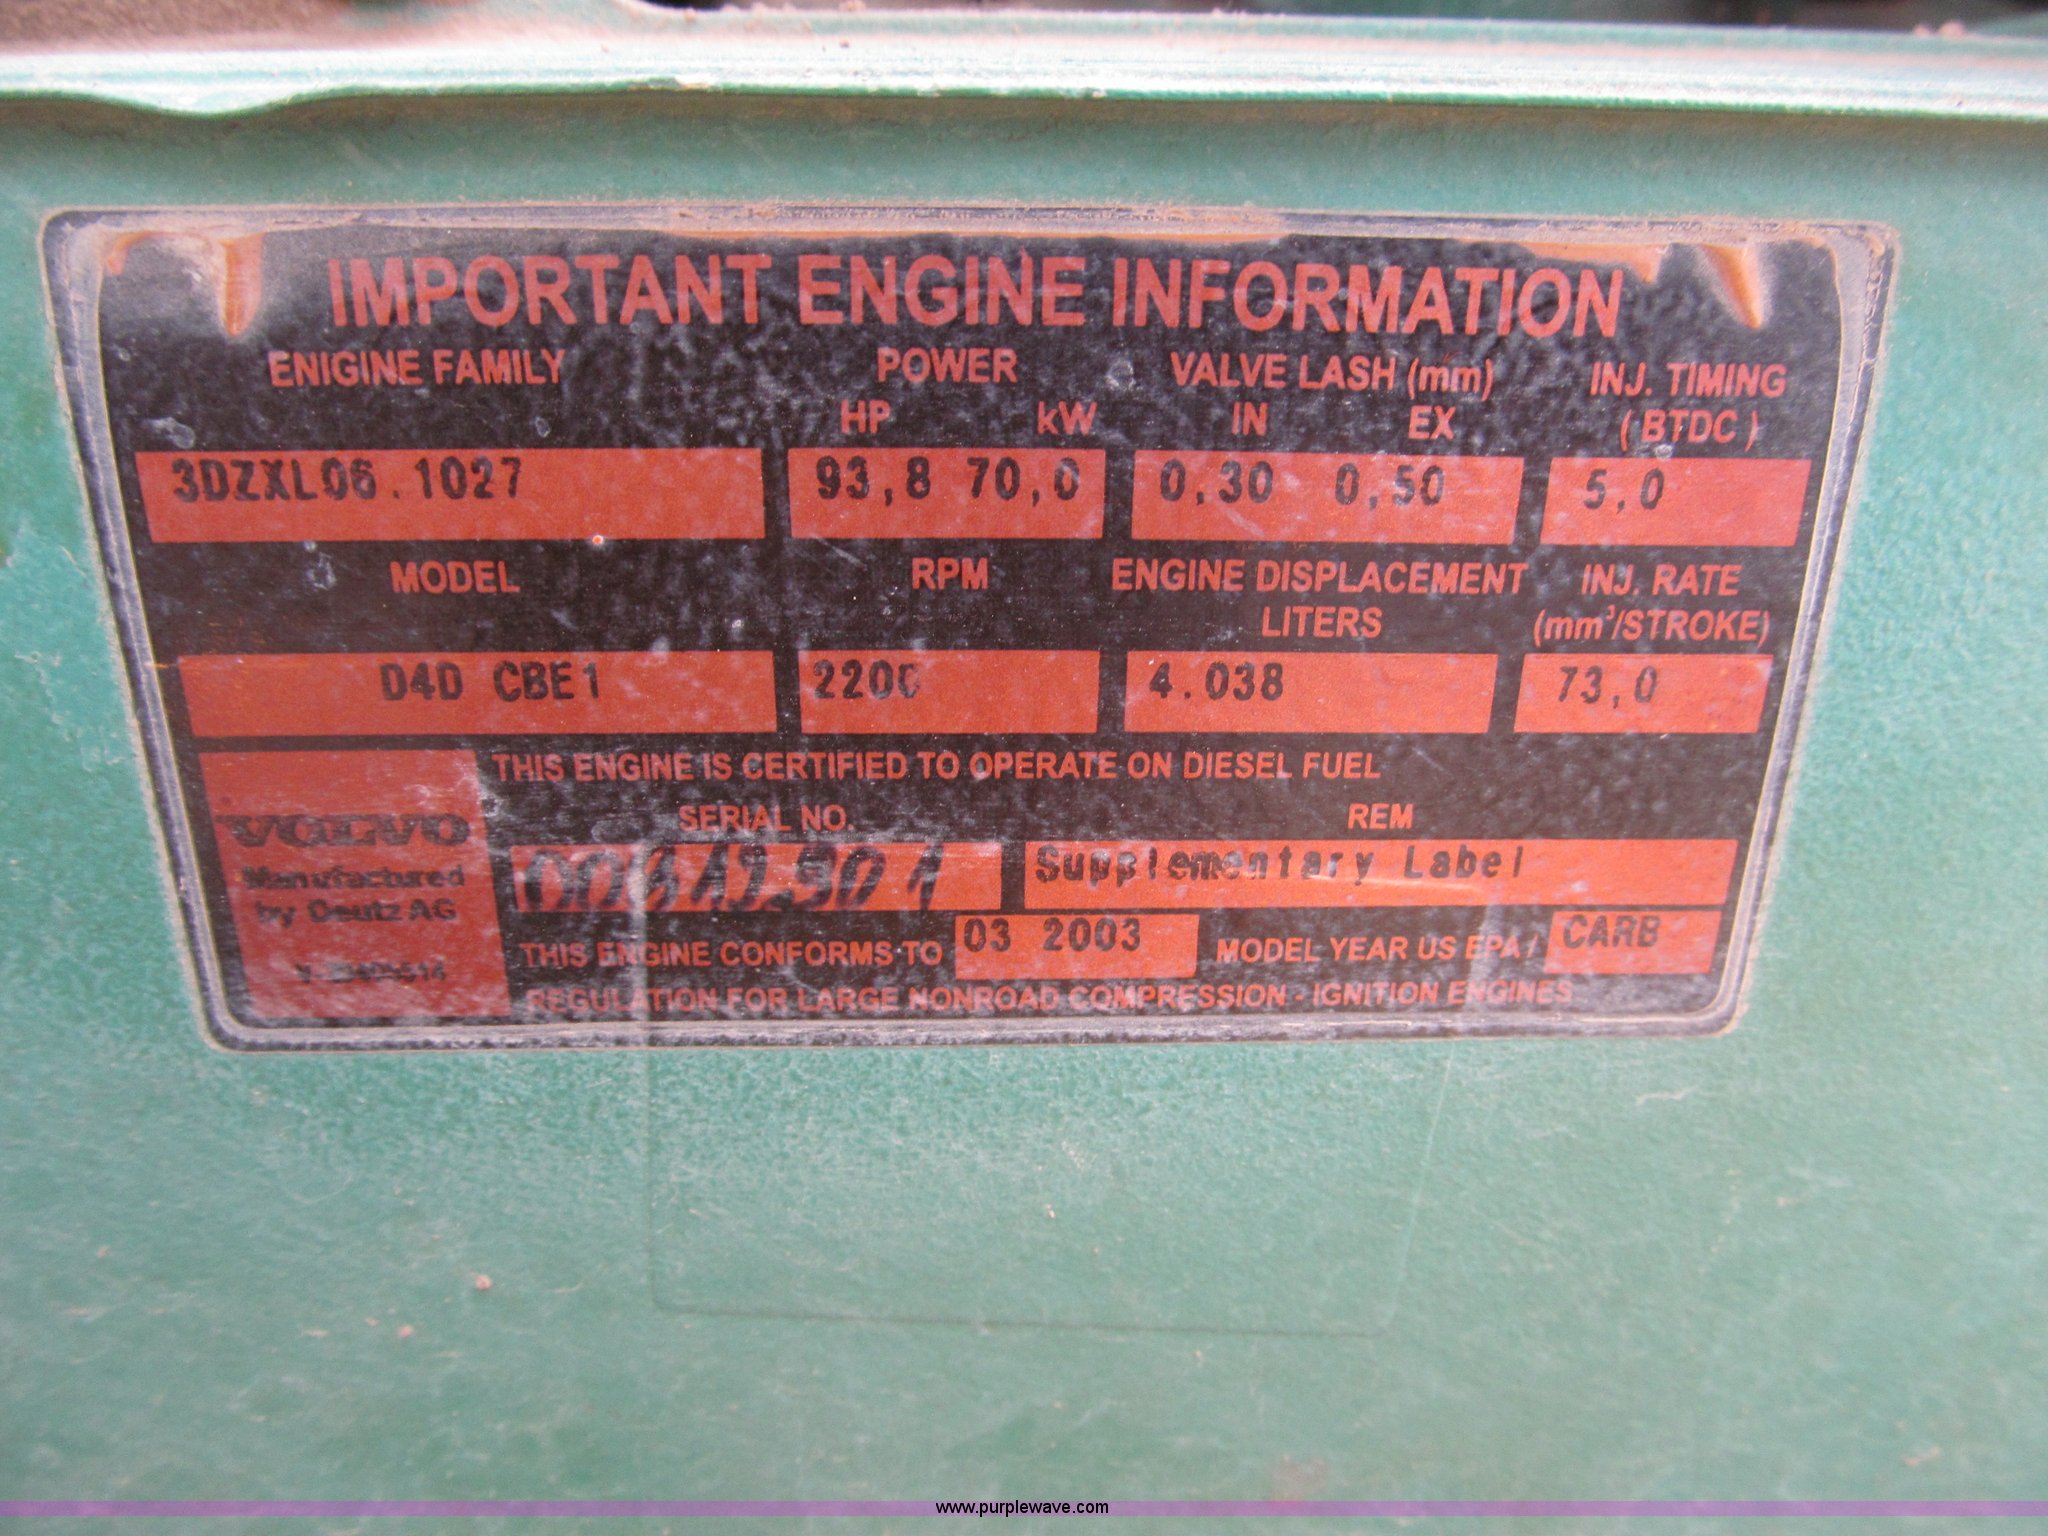 IMPORTANT ENGINE INFORMATION
ENIGINE FAMILY POWER VALVE LASH (mm) INJ. TIMING
HP kW IN EX ( BTDC )
3DZXL06.1027 93,8 70,0 0,30 0,50 5,0
MODEL RPM ENGINE DISPLACEMENT INJ. RATE
LITERS (mm³/STROKE)
D4D CBE1 2200 4.038 73,0
THIS ENGINE IS CERTIFIED TO OPERATE ON DIESEL FUEL
SERIAL NO. REM
VOLVO
Supplementary Label
Manufactured
by Deutz AG
THIS ENGINE CONFORMS TO 03 2003 MODEL YEAR US EPA / CARB
REGULATION FOR LARGE NONROAD COMPRESSION - IGNITION ENGINES
www.purplewave.com